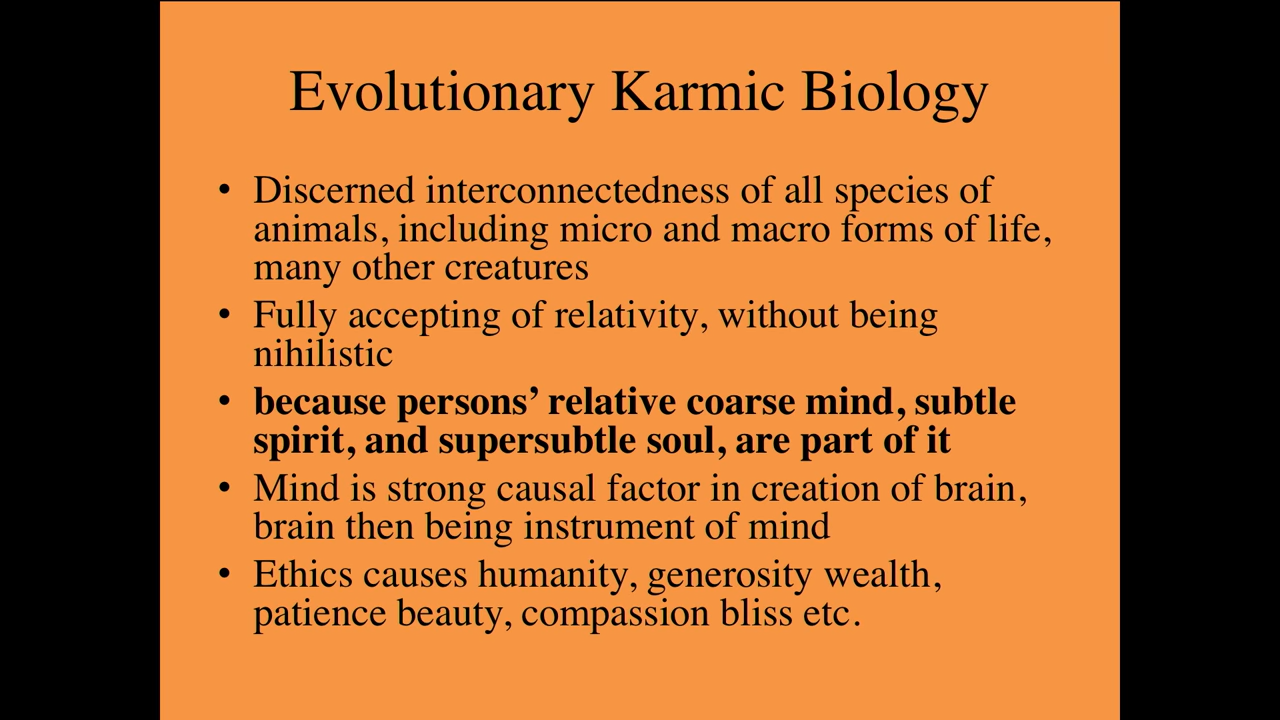 Evolutionary Karmic Biology
• Discerned interconnectedness of all species of
animals, including micro and macro forms of life,
many other creatures
• Fully accepting of relativity, without being
nihilistic
• because persons’ relative coarse mind, subtle
spirit, and supersubtle soul, are part of it
• Mind is strong causal factor in creation of brain,
brain then being instrument of mind
• Ethics causes humanity, generosity wealth,
patience beauty, compassion bliss etc.